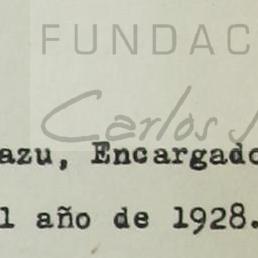 FUNDAC
Carlos
azu, Encargado
l año de 1928.